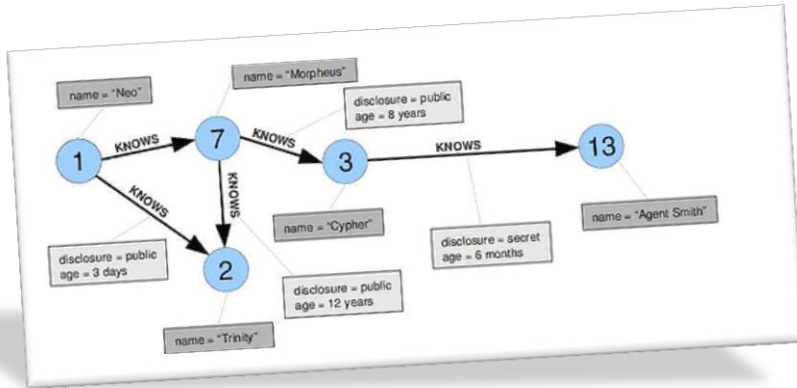 name = "Neo"
name = "Morpheus"
disclosure = public
age = 8 years
1
KNOWS
7
KNOWS
3
KNOWS
13
KNOWS
KNOWS
name = "Cypher"
name = "Agent Smith"
disclosure = public
age = 3 days
2
disclosure = public
age = 12 years
disclosure = secret
age = 6 months
name = "Trinity"